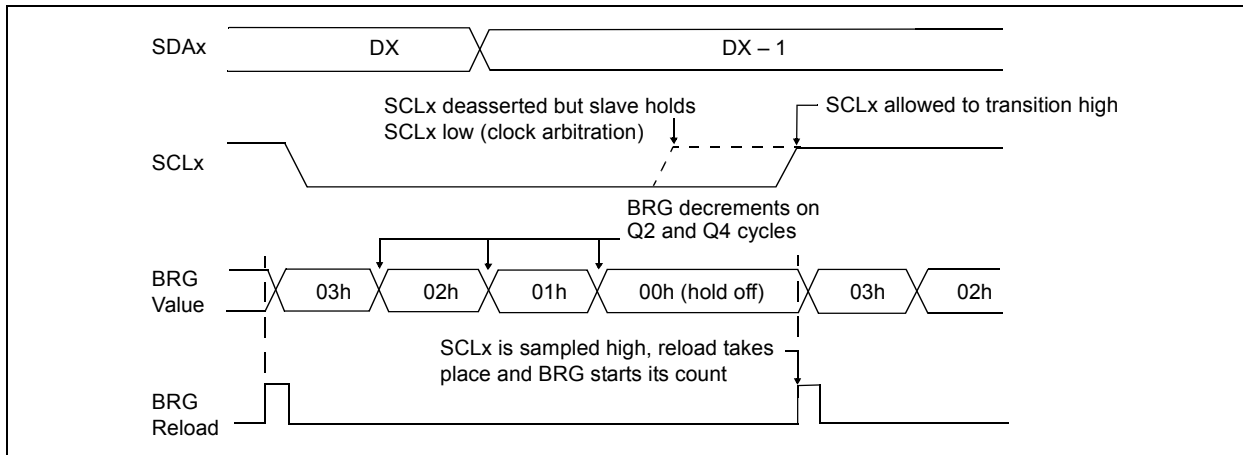 SDAx
DX
DX – 1
SCLx deasserted but slave holds
SCLx low (clock arbitration)
SCLx allowed to transition high
SCLx
BRG decrements on
Q2 and Q4 cycles
BRG
Value
03h
02h
01h
00h (hold off)
03h
02h
SCLx is sampled high, reload takes
place and BRG starts its count
BRG
Reload